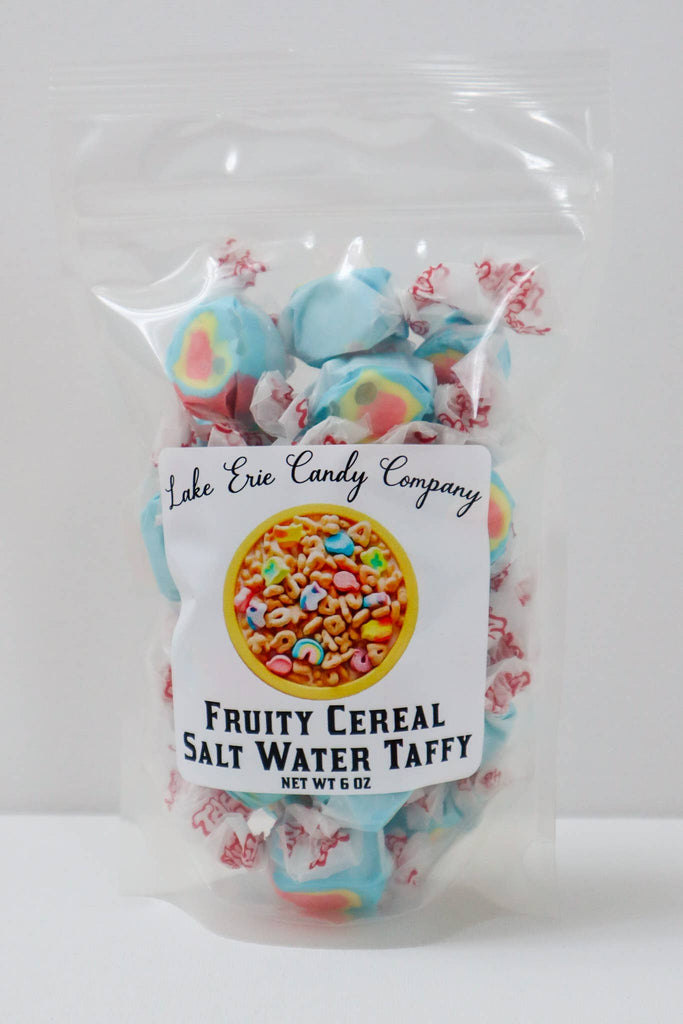 Lake Erie Candy Company
Fruity Cereal
Salt Water Taffy
NET WT 6 OZ